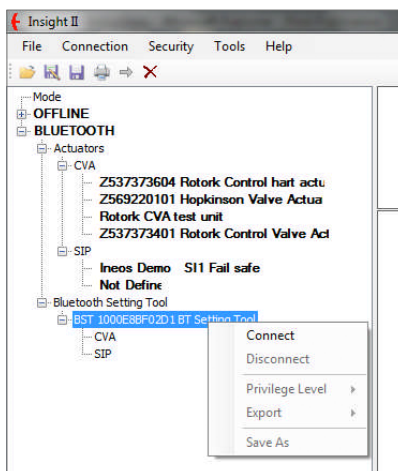 Insight II
File Connection Security Tools Help
Mode
OFFLINE
BLUETOOTH
Actuators
CVA
Z537373604 Rotork Control hart actu
Z569220101 Hopkinson Valve Actua
Rotork CVA test unit
Z537373401 Rotork Control Valve Act
SIP
Ineos Demo SI1 Fail safe
Not Define
Bluetooth Setting Tool
BST 1000E8BF02D1 BT Setting Tool
CVA
SIP
Connect
Disconnect
Privilege Level
Export
Save As